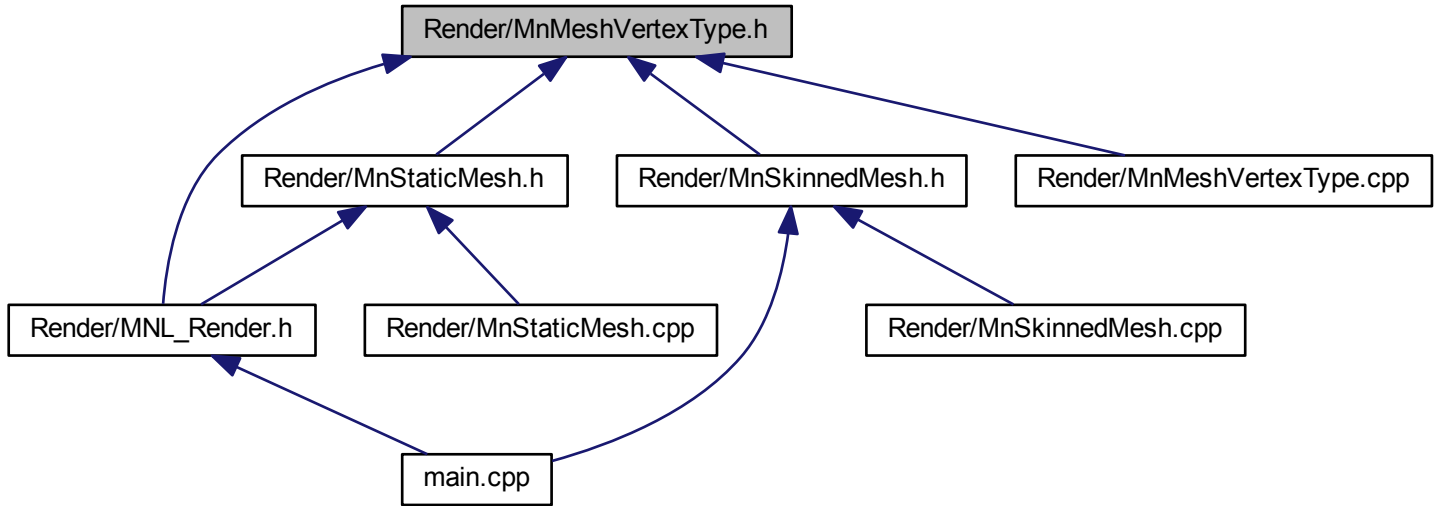 Render/MnMeshVertexType.h
Render/MnStaticMesh.h
Render/MnSkinnedMesh.h
Render/MnMeshVertexType.cpp
Render/MNL_Render.h
Render/MnStaticMesh.cpp
Render/MnSkinnedMesh.cpp
main.cpp